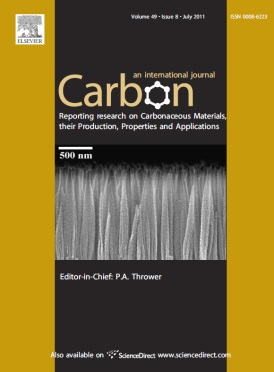 ELSEVIER
Volume 49 • Issue 8 • July 2011
ISSN 0008-6223
an international journal
Carbon
Reporting research on Carbonaceous Materials,
their Production, Properties and Applications
500 nm
Editor-in-Chief: P.A. Thrower
Also available on ScienceDirect www.sciencedirect.com